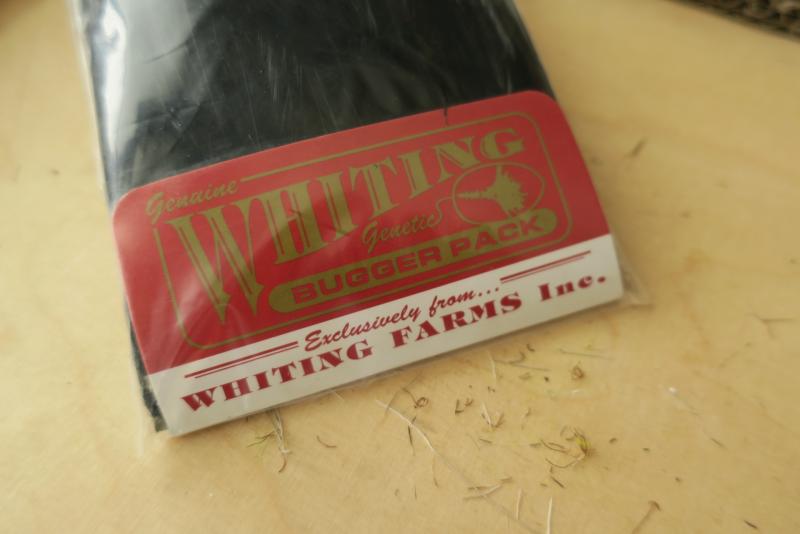 Genuine
WHITING
Genetic
BUGGER PACK
Exclusively from...
WHITING FARMS Inc.